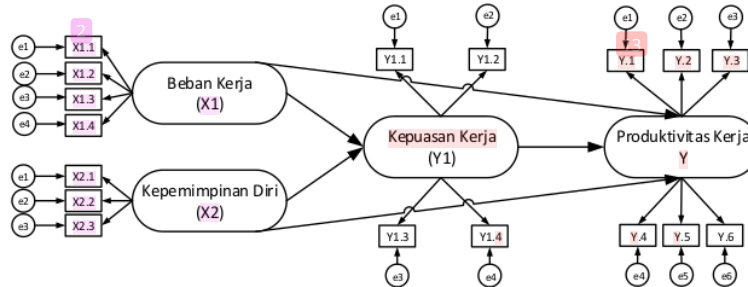 2
e1 X1.1
e2 X1.2
e3 X1.3
e4 X1.4
Beban Kerja
(X1)
e1 X2.1
e2 X2.2
e3 X2.3
Kepemimpinan Diri
(X2)
e1 e2
Y1.1 Y1.2
Kepuasan Kerja
(Y1)
Y1.3 Y1.4
e3 e4
e1 e2 e3
3
Y.1 Y.2 Y.3
Produktivitas Kerja
Y
Y.4 Y.5 Y.6
e4 e5 e6